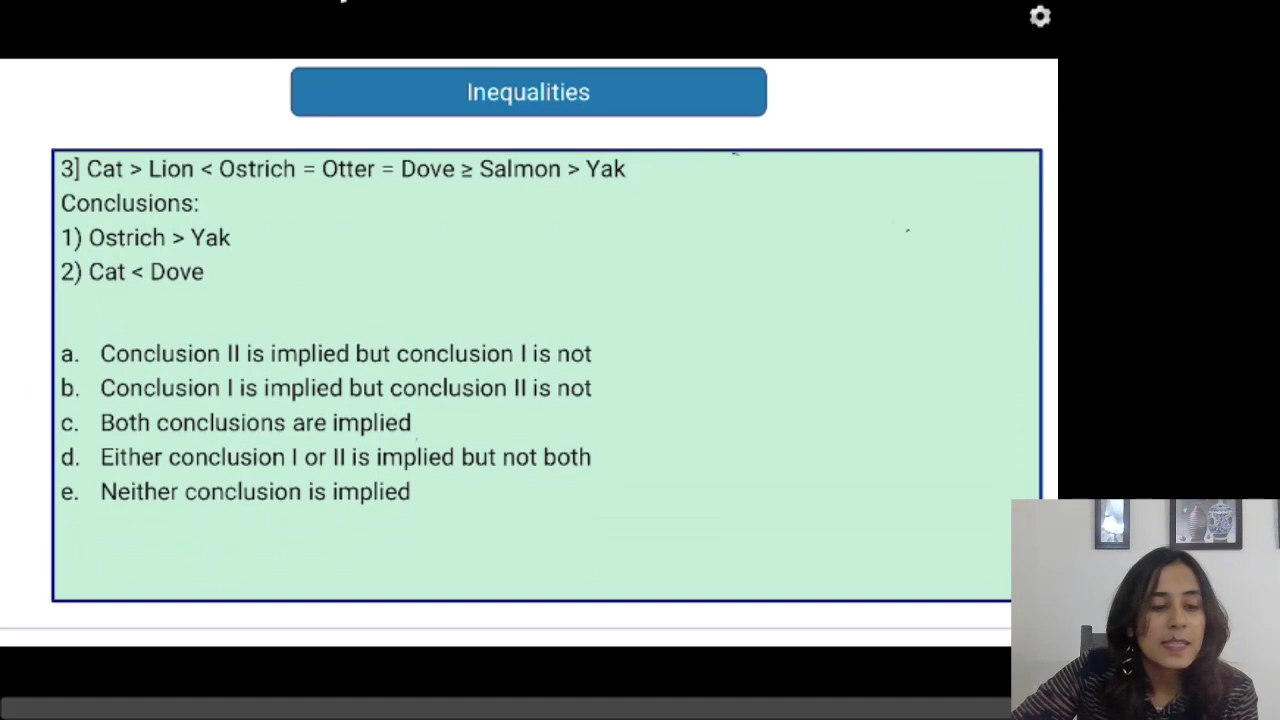 Inequalities
3] Cat > Lion < Ostrich = Otter = Dove ≥ Salmon > Yak
Conclusions:
1) Ostrich > Yak
2) Cat < Dove
a. Conclusion II is implied but conclusion I is not
b. Conclusion I is implied but conclusion II is not
c. Both conclusions are implied
d. Either conclusion I or II is implied but not both
e. Neither conclusion is implied